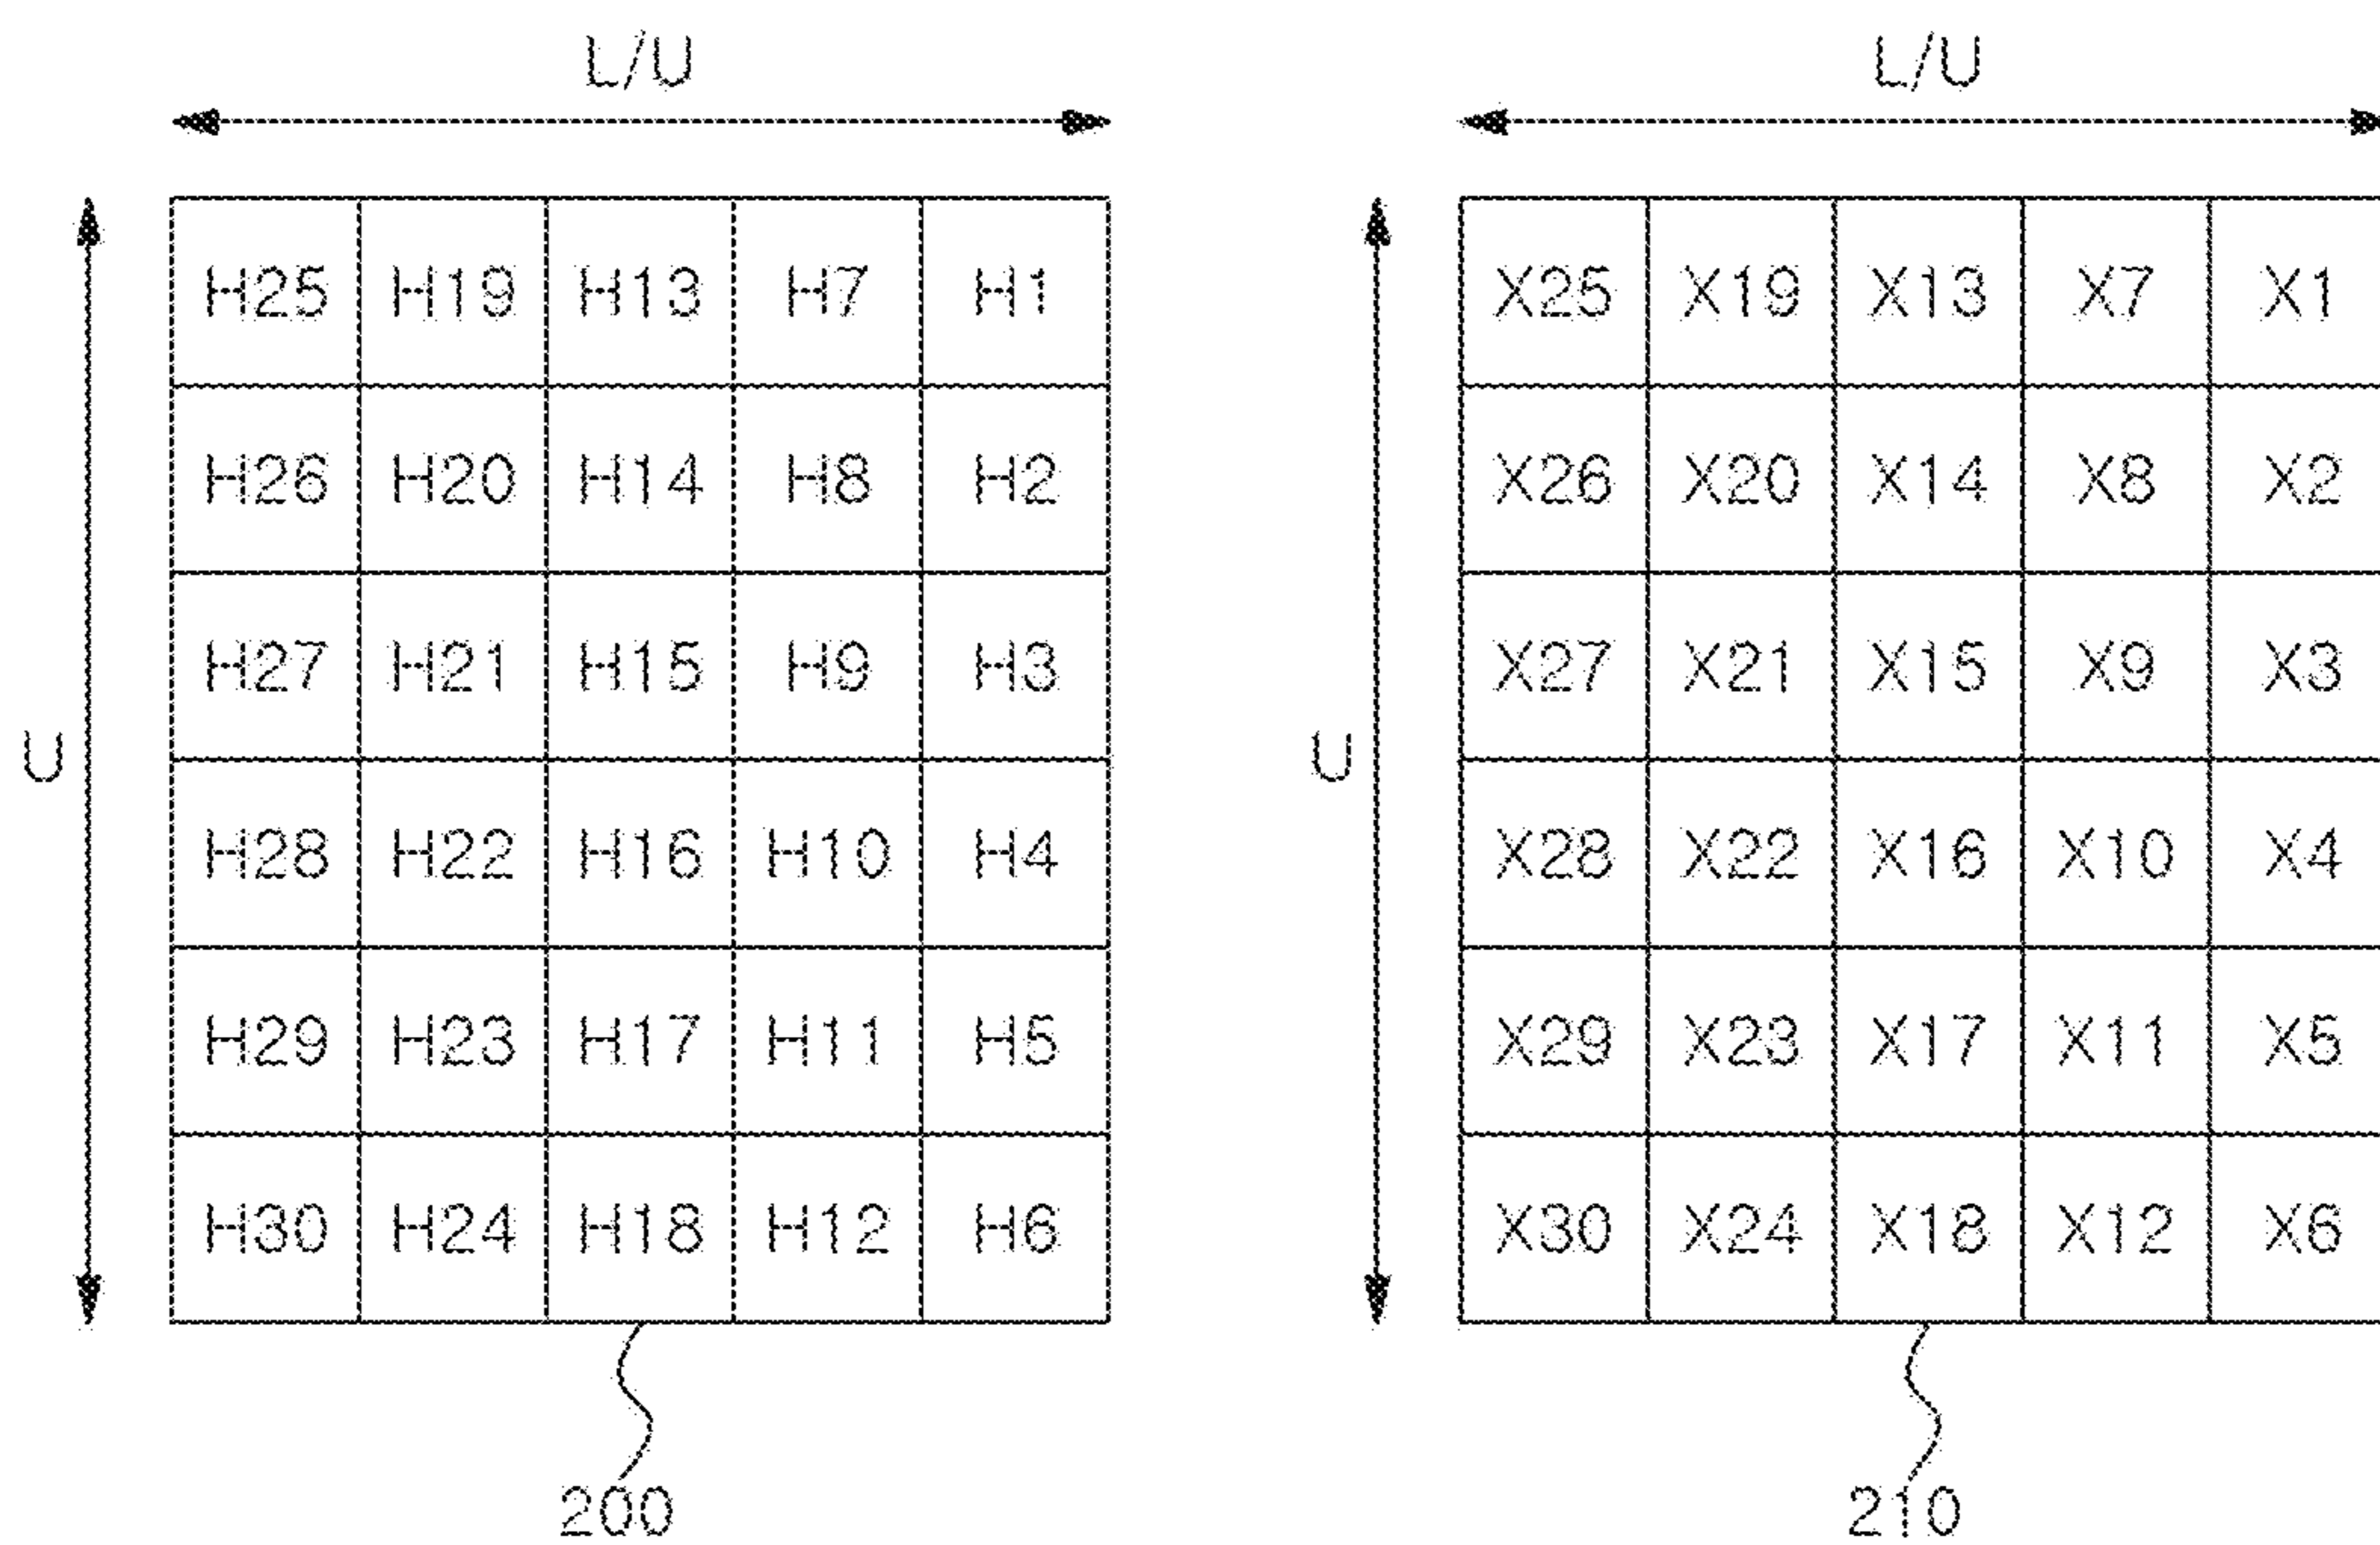 L/U L/U
H25 H19 H13 H7 H1 X25 X19 X13 X7 X1
H26 H20 H14 H8 H2 X26 X20 X14 X8 X2
H27 H21 H15 H9 H3 X27 X21 X15 X9 X3
U U
H28 H22 H16 H10 H4 X28 X22 X16 X10 X4
H29 H23 H17 H11 H5 X29 X23 X17 X11 X5
H30 H24 H18 H12 H6 X30 X24 X18 X12 X6
200 210